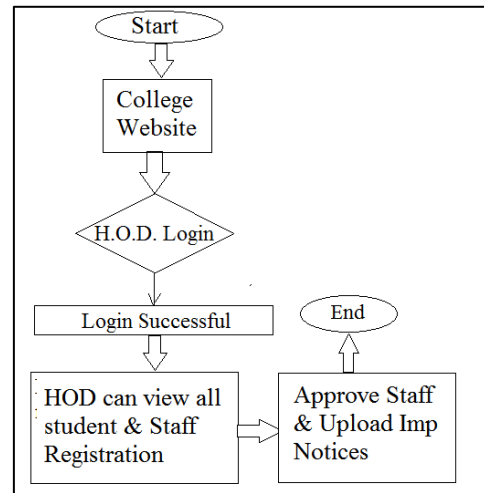 Start
College
Website
H.O.D. Login
Login Successful
HOD can view all
student & Staff
Registration
Approve Staff
& Upload Imp
Notices
End